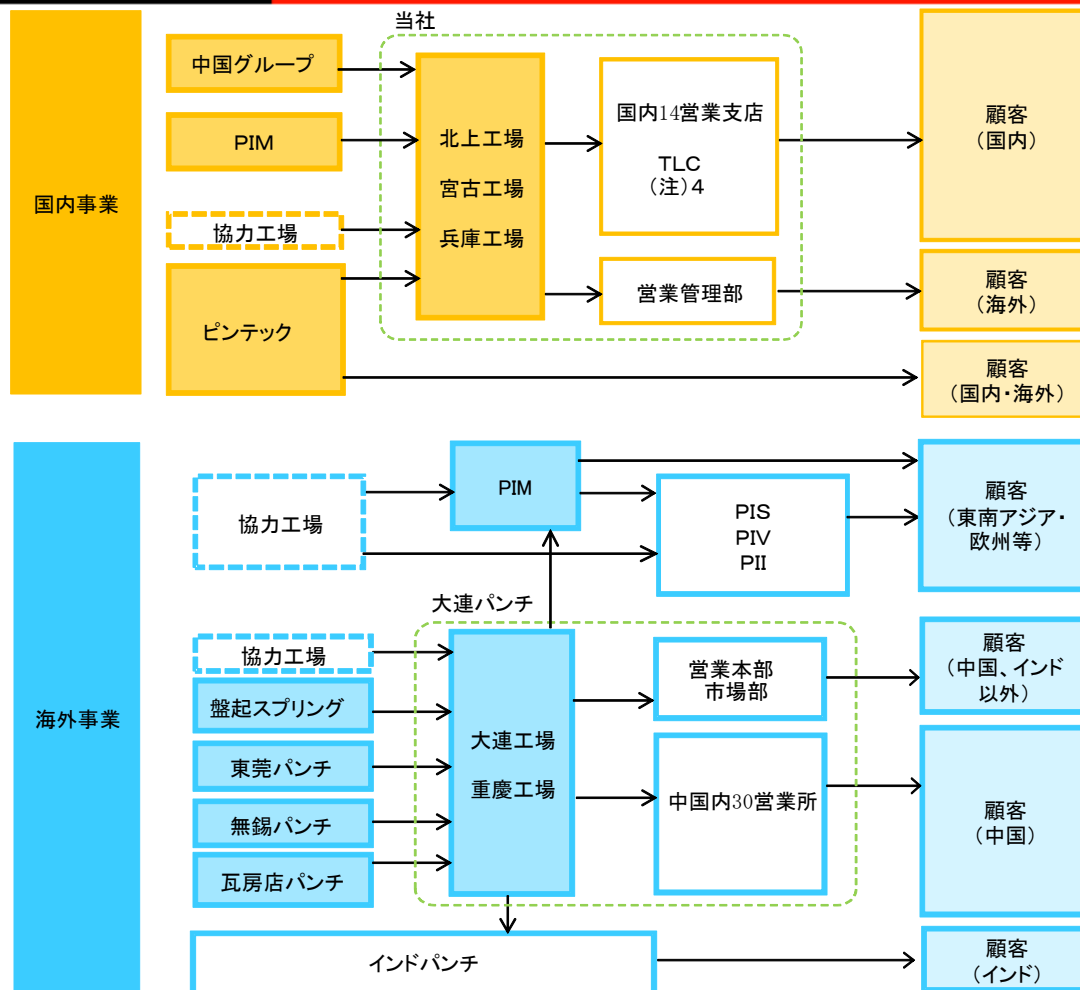 当社
国内事業
中国グループ
PIM
協力工場
ピンテック
北上工場
宮古工場
兵庫工場
国内14営業支店
TLC
(注)4
営業管理部
顧客
(国内)
顧客
(海外)
顧客
(国内・海外)
海外事業
協力工場
PIM
PIS
PIV
PII
顧客
(東南アジア・
欧州等)
大連パンチ
協力工場
盤起スプリング
東莞パンチ
無錫パンチ
瓦房店パンチ
大連工場
重慶工場
営業本部
市場部
中国内30営業所
顧客
(中国、インド
以外)
顧客
(中国)
インドパンチ
顧客
(インド)